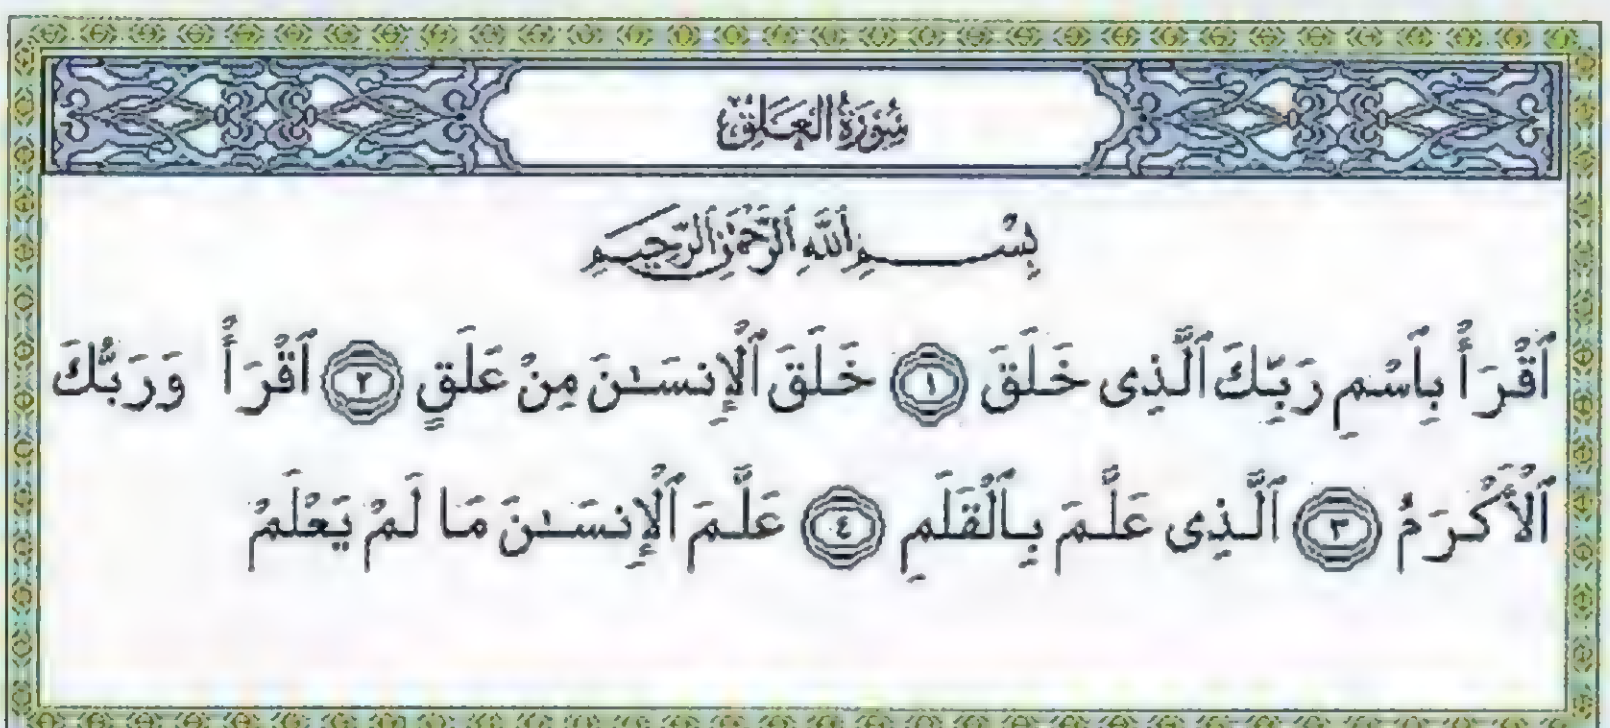 سُورَةُ العَلَقِ
بِسْمِ ٱللَّهِ ٱلرَّحْمَٰنِ ٱلرَّحِيمِ
ٱقْرَأْ بِٱسْمِ رَبِّكَ ٱلَّذِى خَلَقَ ١ خَلَقَ ٱلْإِنسَـٰنَ مِنْ عَلَقٍ ٢ ٱقْرَأْ وَرَبُّكَ
ٱلْأَكْرَمُ ٣ ٱلَّذِى عَلَّمَ بِٱلْقَلَمِ ٤ عَلَّمَ ٱلْإِنسَـٰنَ مَا لَمْ يَعْلَمْ